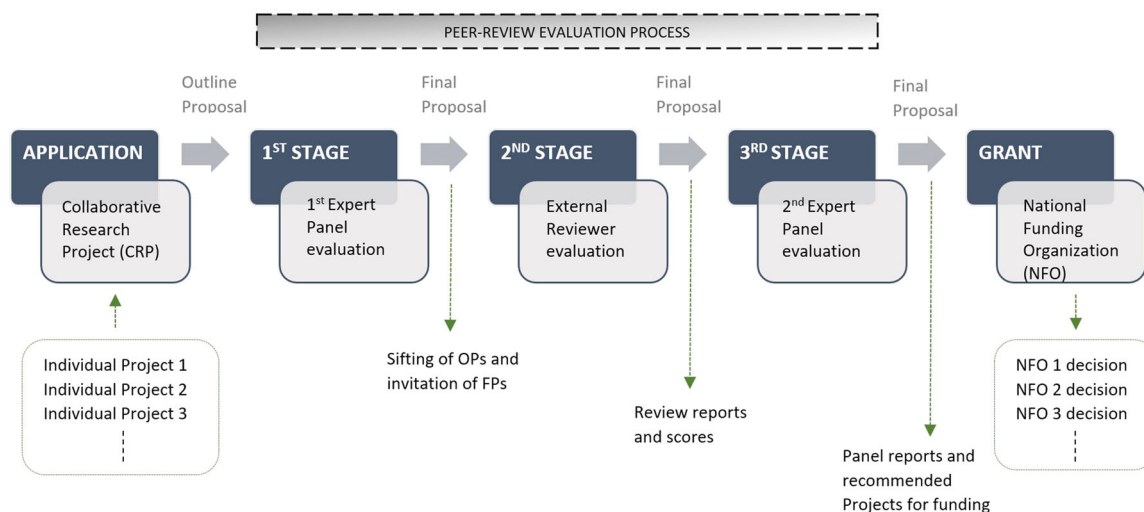 PEER-REVIEW EVALUATION PROCESS
Outline
Proposal
Final
Proposal
Final
Proposal
Final
Proposal
APPLICATION
1ST STAGE
2ND STAGE
3RD STAGE
GRANT
Collaborative
Research
Project (CRP)
1st Expert
Panel
evaluation
External
Reviewer
evaluation
2nd Expert
Panel
evaluation
National
Funding
Organization
(NFO)
Individual Project 1
Individual Project 2
Individual Project 3
Sifting of OPs and
invitation of FPs
Review reports
and scores
Panel reports and
recommended
Projects for funding
NFO 1 decision
NFO 2 decision
NFO 3 decision